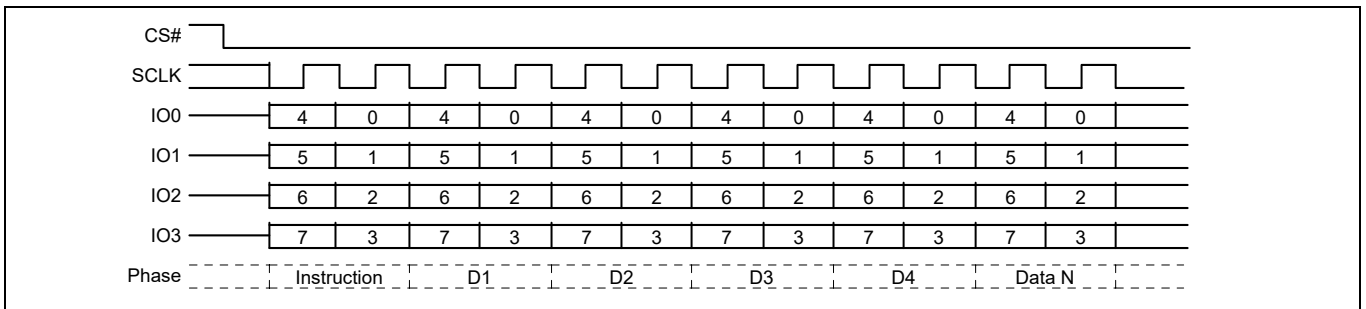 CS#
SCLK
IO0 4 0 4 0 4 0 4 0 4 0 4 0
IO1 5 1 5 1 5 1 5 1 5 1 5 1
IO2 6 2 6 2 6 2 6 2 6 2 6 2
IO3 7 3 7 3 7 3 7 3 7 3 7 3
Phase Instruction D1 D2 D3 D4 Data N